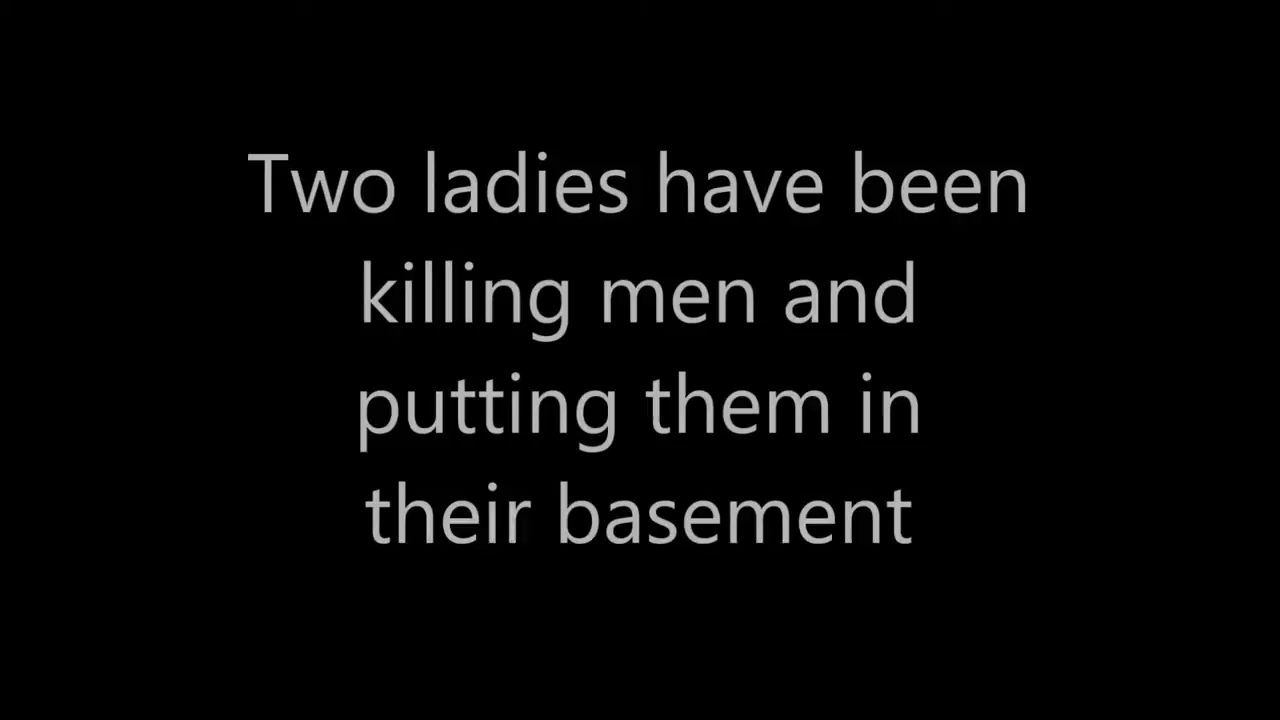 Two ladies have been
killing men and
putting them in
their basement